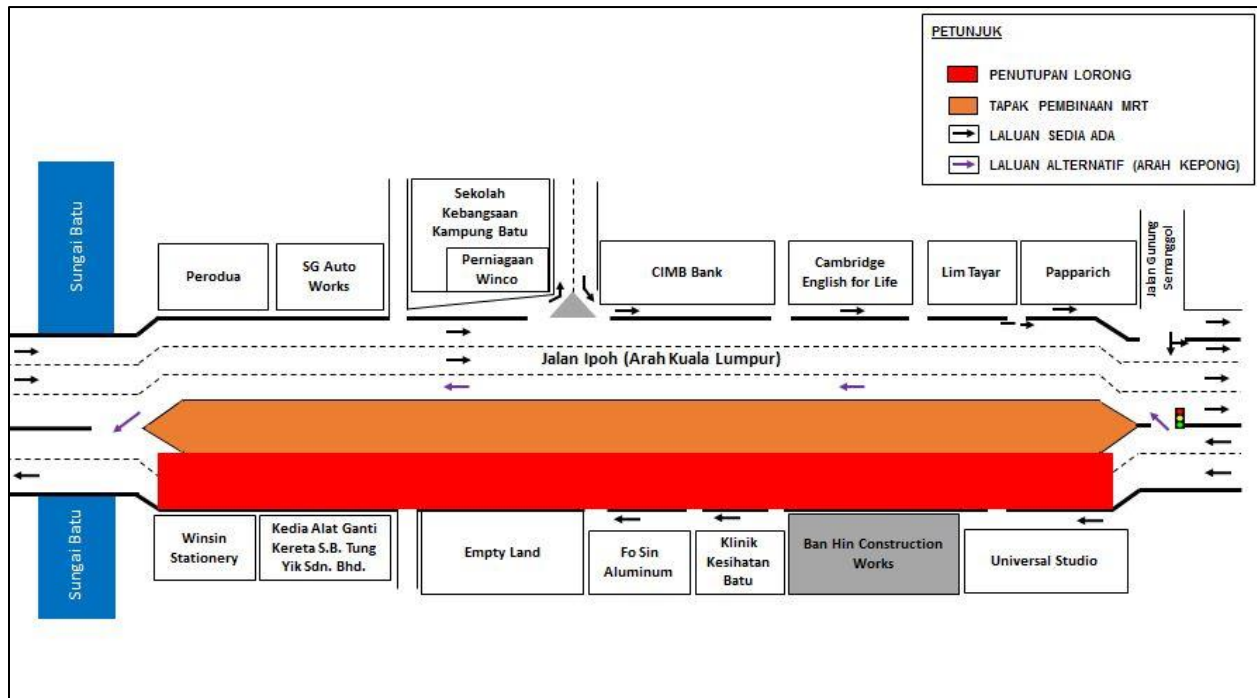 PETUNJUK
PENUTUPAN LORONG
TAPAK PEMBINAAN MRT
LALUAN SEDIA ADA
LALUAN ALTERNATIF (ARAH KEPONG)
Sungai Batu
Perodua
SG Auto
Works
Sekolah
Kebangsaan
Kampung Batu
Perniagaan
Winco
CIMB Bank
Cambridge
English for Life
Lim Tayar
Papparich
Jalan Gunung
Semanggol
Jalan Ipoh (Arah Kuala Lumpur)
Sungai Batu
Winsin
Stationery
Kedia Alat Ganti
Kereta S.B. Tung
Yik Sdn. Bhd.
Empty Land
Fo Sin
Aluminum
Klinik
Kesihatan
Batu
Ban Hin Construction
Works
Universal Studio